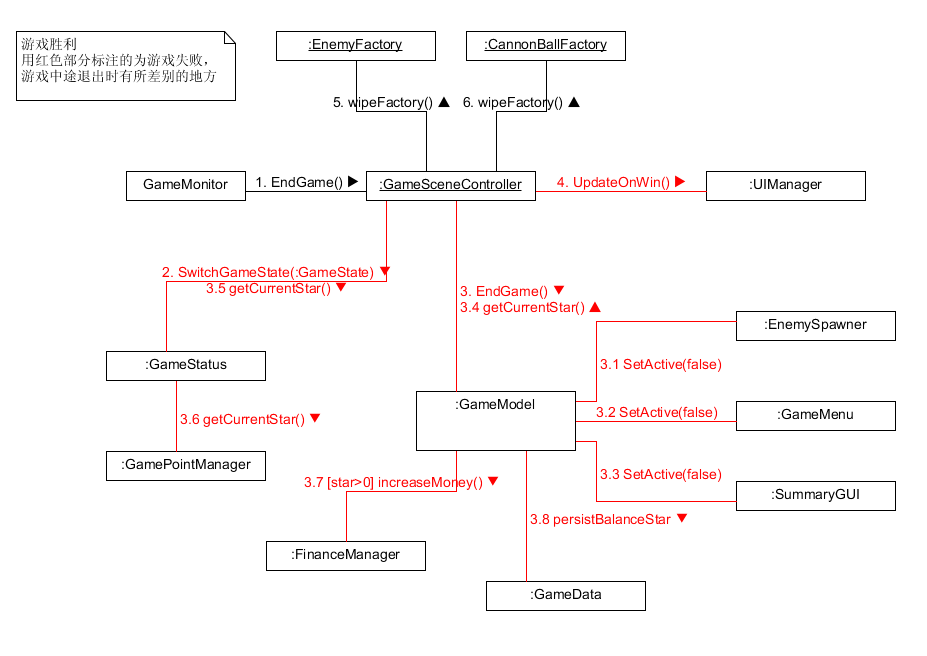 游戏胜利
用红色部分标注的为游戏失败，
游戏中途退出时有所差别的地方
:EnemyFactory
:CannonBallFactory
5. wipeFactory() ▲
6. wipeFactory() ▲
GameMonitor
1. EndGame() ▶
:GameSceneController
4. UpdateOnWin() ▶
:UIManager
2. SwitchGameState(:GameState) ▼
3.5 getCurrentStar() ▼
3. EndGame() ▼
3.4 getCurrentStar() ▲
:EnemySpawner
:GameStatus
3.1 SetActive(false)
:GameModel
3.2 SetActive(false)
:GameMenu
3.6 getCurrentStar() ▼
:GamePointManager
3.3 SetActive(false)
3.7 [star>0] increaseMoney() ▼
:SummaryGUI
3.8 persistBalanceStar ▼
:FinanceManager
:GameData